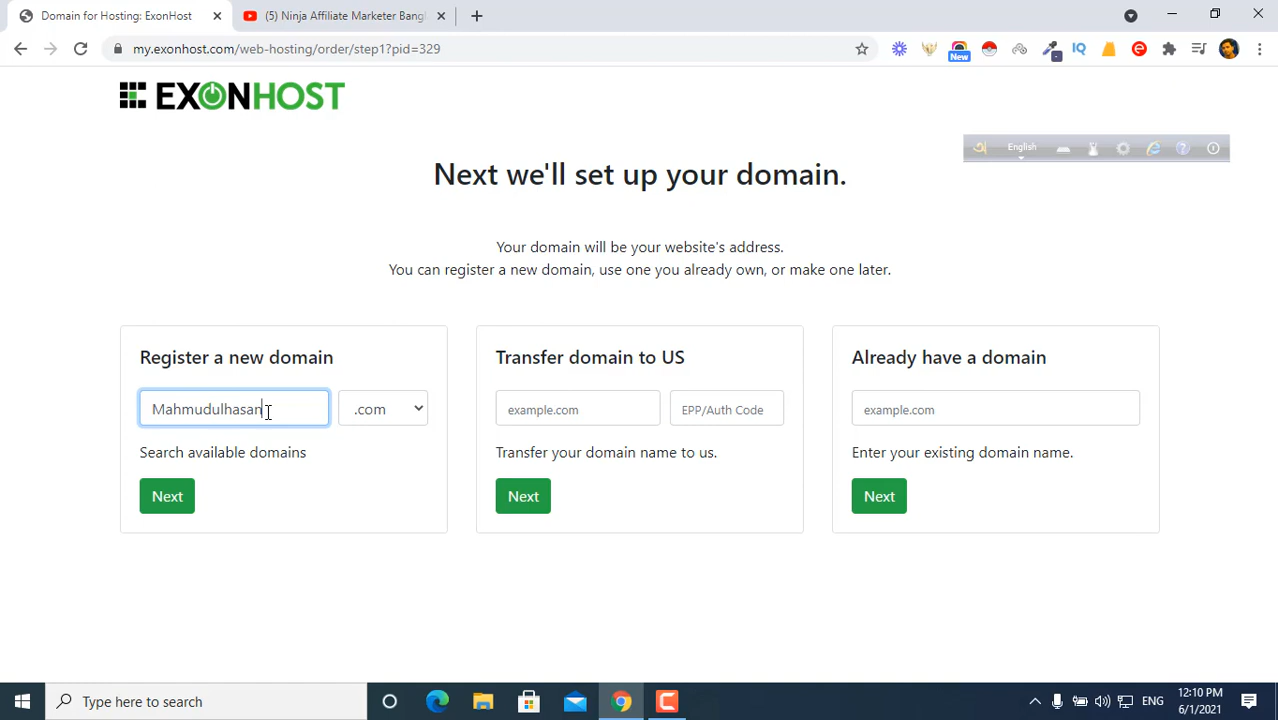 Domain for Hosting: ExonHost
(5) Ninja Affiliate Marketer Bang
my.exonhost.com/web-hosting/order/step1?pid=329
IQ
New
EXONHOST
English
Next we'll set up your domain.
Your domain will be your website's address.
You can register a new domain, use one you already own, or make one later.
Register a new domain
Transfer domain to US
Already have a domain
Mahmudulhasan
.com
example.com
EPP/Auth Code
example.com
Search available domains
Transfer your domain name to us.
Enter your existing domain name.
Next
Next
Next
Type here to search
ENG
12:10 PM
6/1/2021